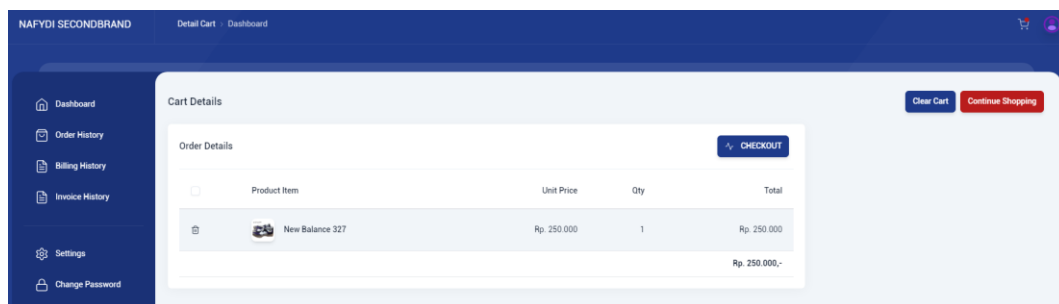 NAFYDI SECONDBRAND
Detail Cart › Dashboard
Dashboard
Order History
Billing History
Invoice History
Settings
Change Password
Cart Details
Clear Cart
Continue Shopping
Order Details
CHECKOUT
Product Item Unit Price Qty Total
New Balance 327 Rp. 250.000 1 Rp. 250.000
Rp. 250.000,-